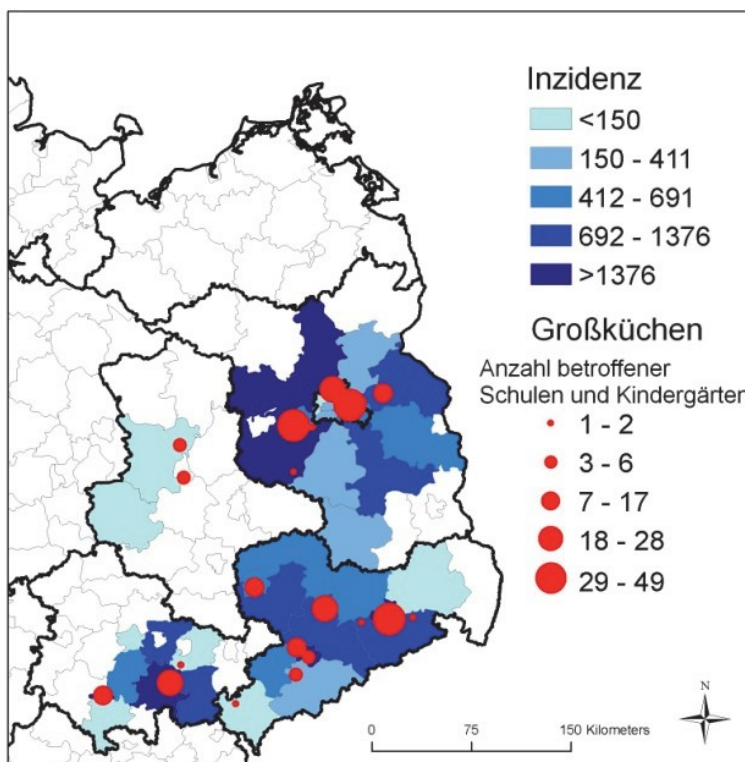 Inzidenz
<150
150 - 411
412 - 691
692 - 1376
>1376
Großküchen
Anzahl betroffener
Schulen und Kindergärten
1 - 2
3 - 6
7 - 17
18 - 28
29 - 49
N
0 75 150 Kilometers